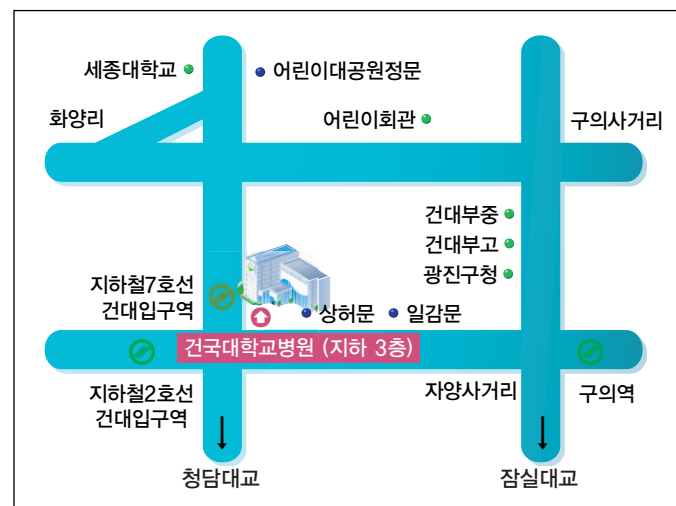 세종대학교
어린이대공원정문
화양리
어린이회관
구의사거리
건대부중
건대부고
광진구청
지하철7호선
건대입구역
상허문
일감문
건국대학교병원 (지하 3층)
지하철2호선
건대입구역
자양사거리
구의역
청담대교
잠실대교